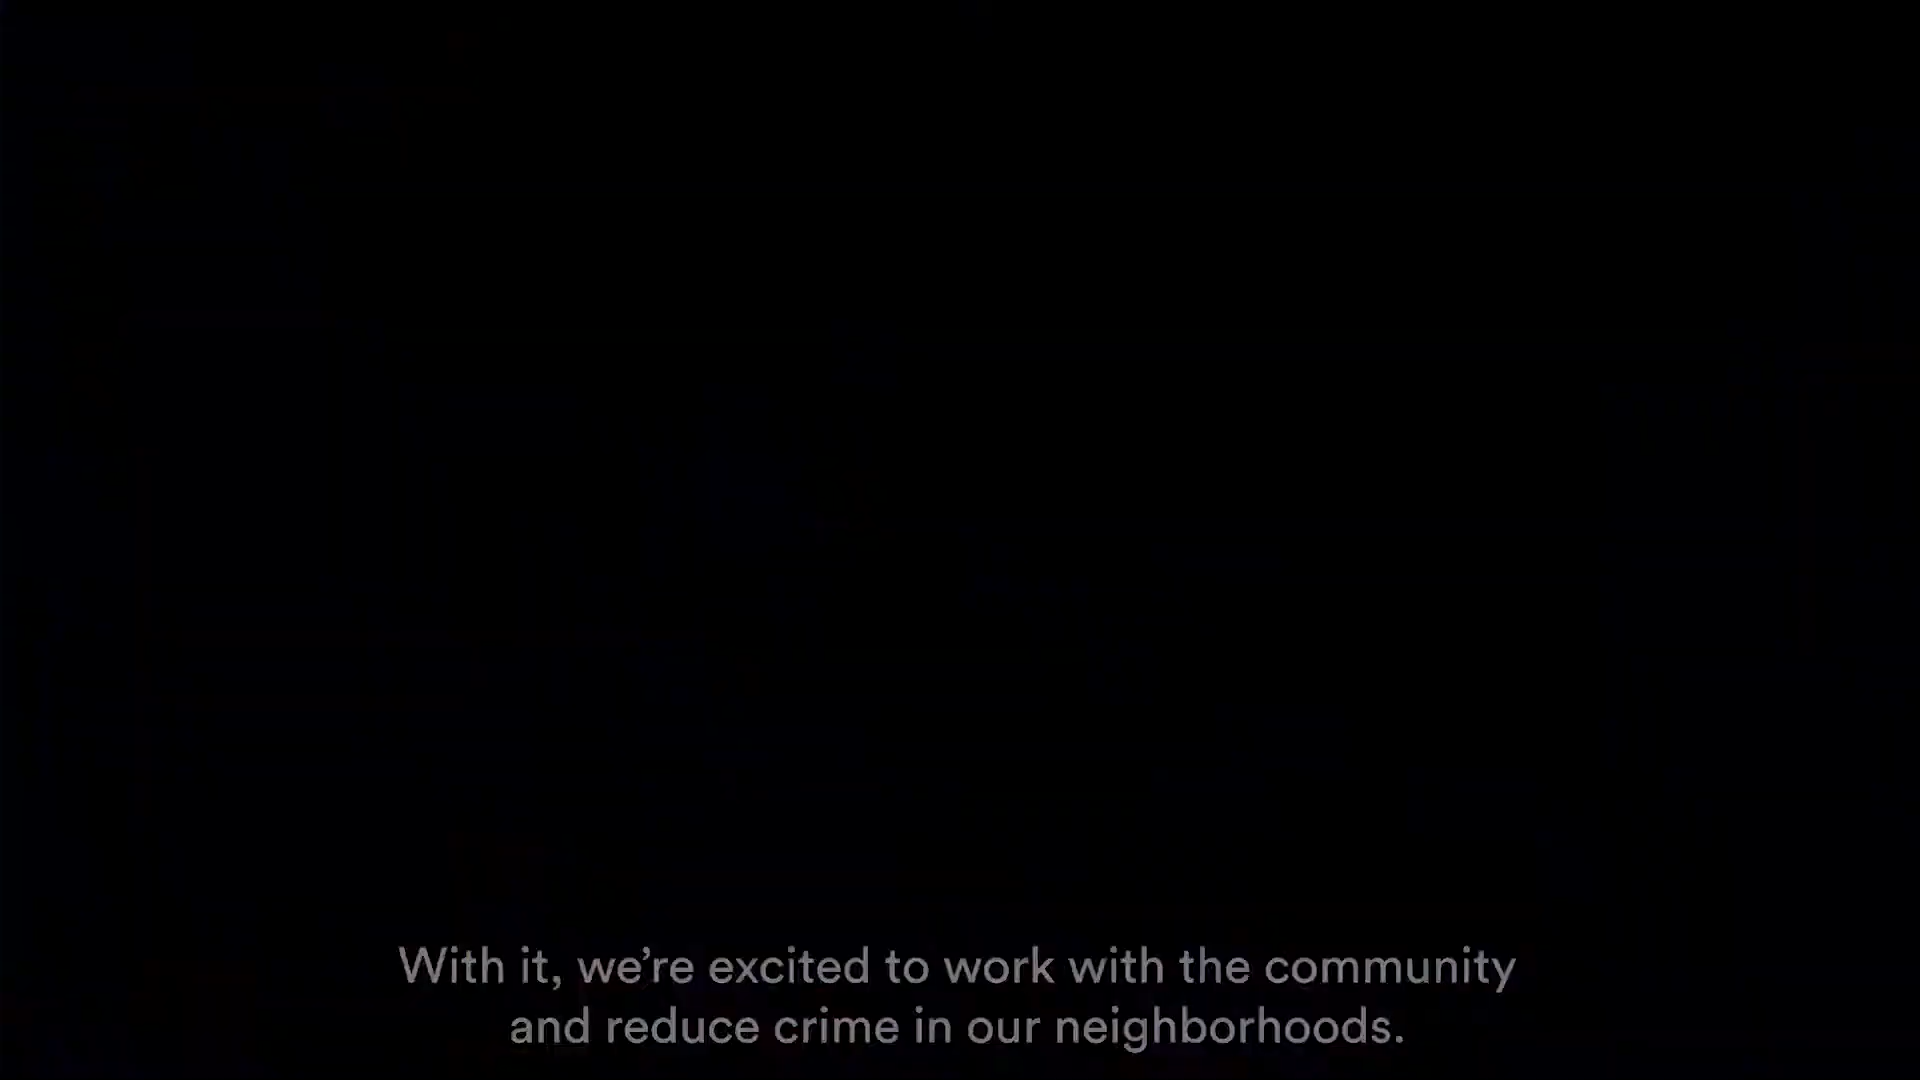 With it, we’re excited to work with the community
and reduce crime in our neighborhoods.